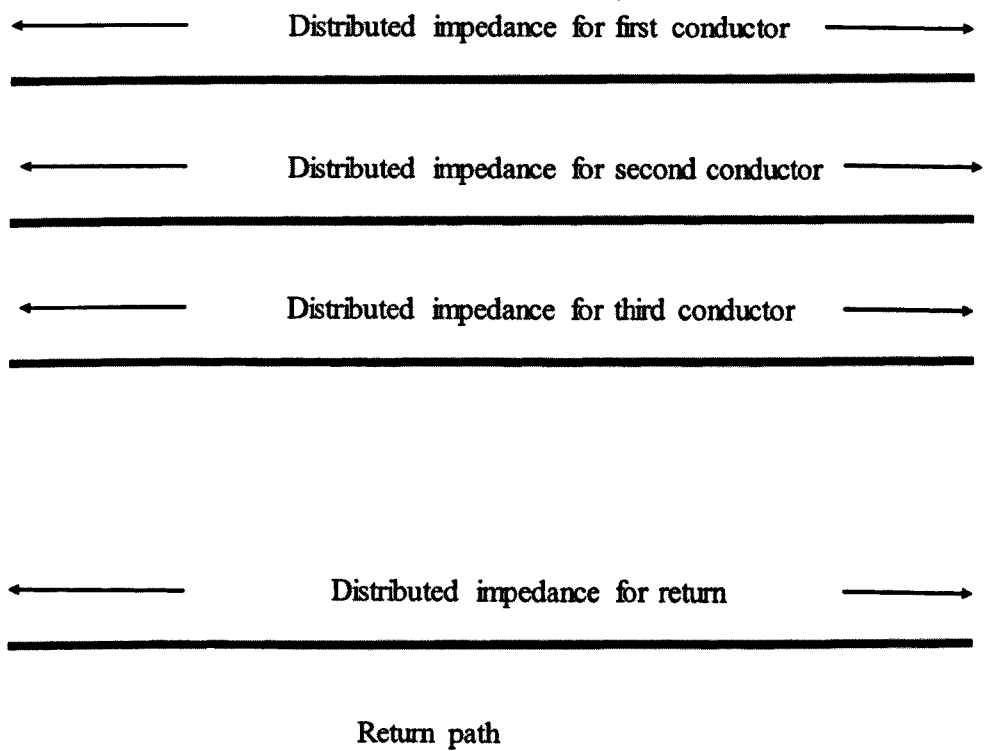 Distributed impedance for first conductor
Distributed impedance for second conductor
Distributed impedance for third conductor
Distributed impedance for return
Return path